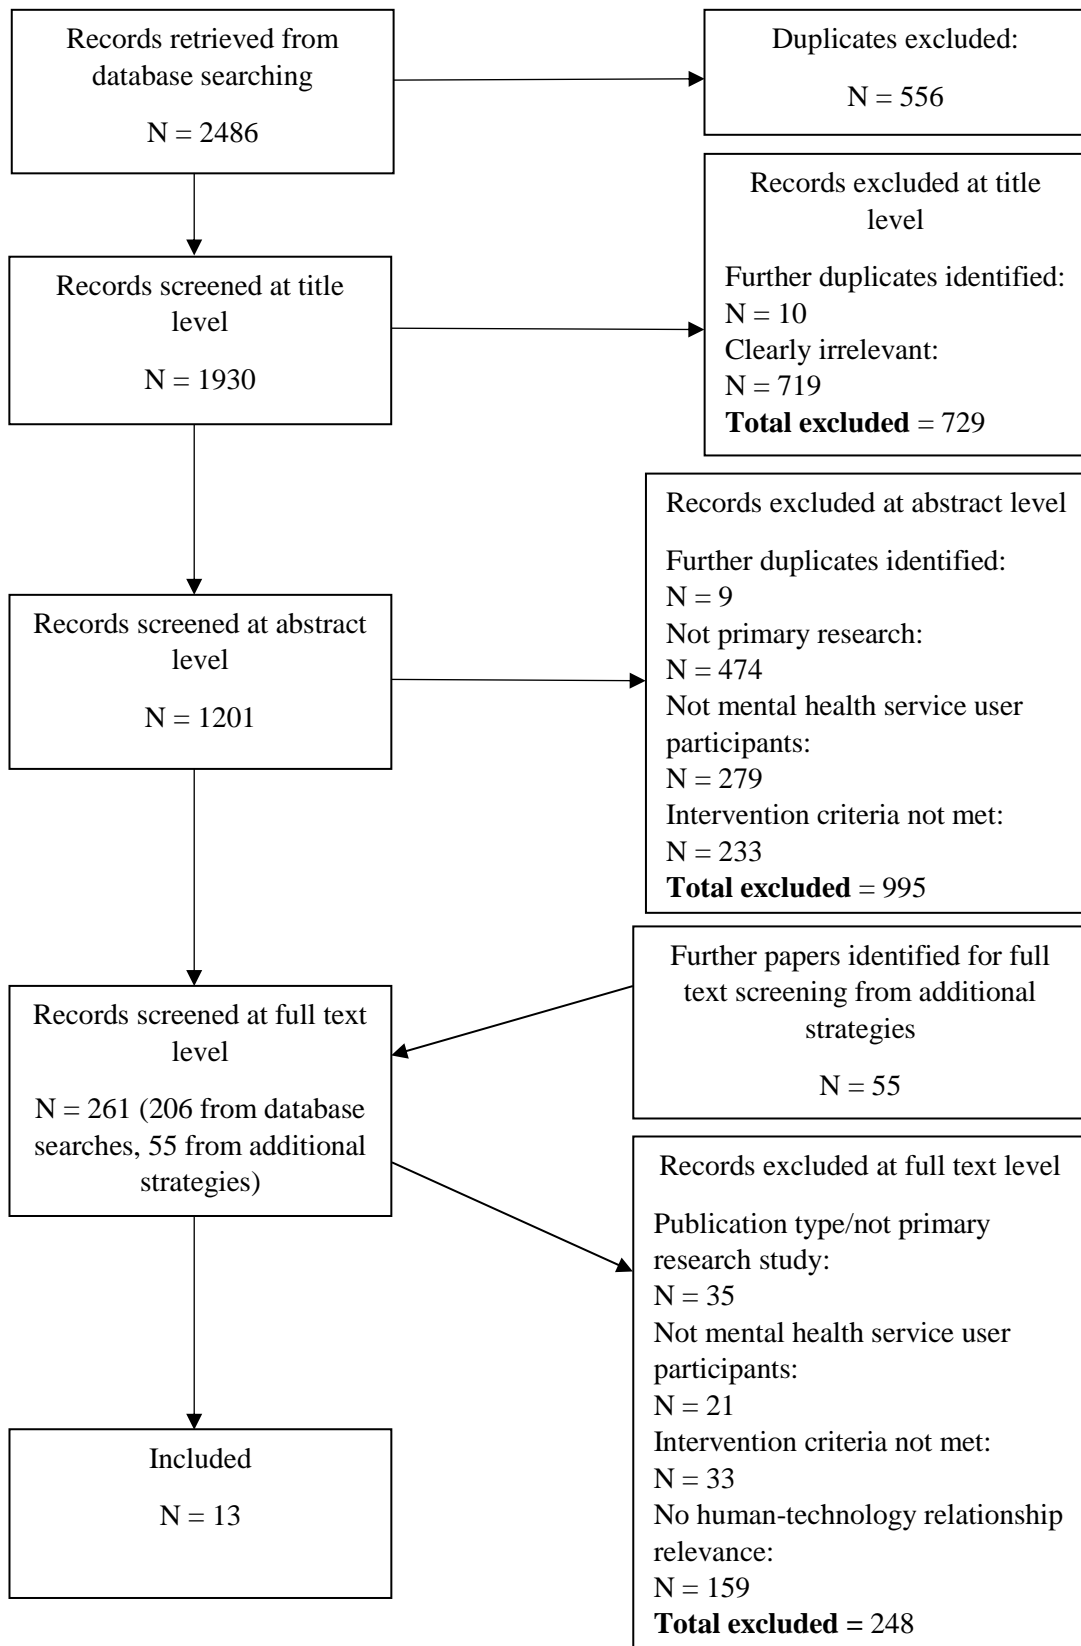 Records retrieved from
database searching
N = 2486
Duplicates excluded:
N = 556
Records screened at title
level
N = 1930
Records excluded at title
level
Further duplicates identified:
N = 10
Clearly irrelevant:
N = 719
Total excluded = 729
Records screened at abstract
level
N = 1201
Records excluded at abstract level
Further duplicates identified:
N = 9
Not primary research:
N = 474
Not mental health service user
participants:
N = 279
Intervention criteria not met:
N = 233
Total excluded = 995
Further papers identified for full
text screening from additional
strategies
N = 55
Records screened at full text
level
N = 261 (206 from database
searches, 55 from additional
strategies)
Records excluded at full text level
Publication type/not primary
research study:
N = 35
Not mental health service user
participants:
N = 21
Intervention criteria not met:
N = 33
No human-technology relationship
relevance:
N = 159
Total excluded = 248
Included
N = 13